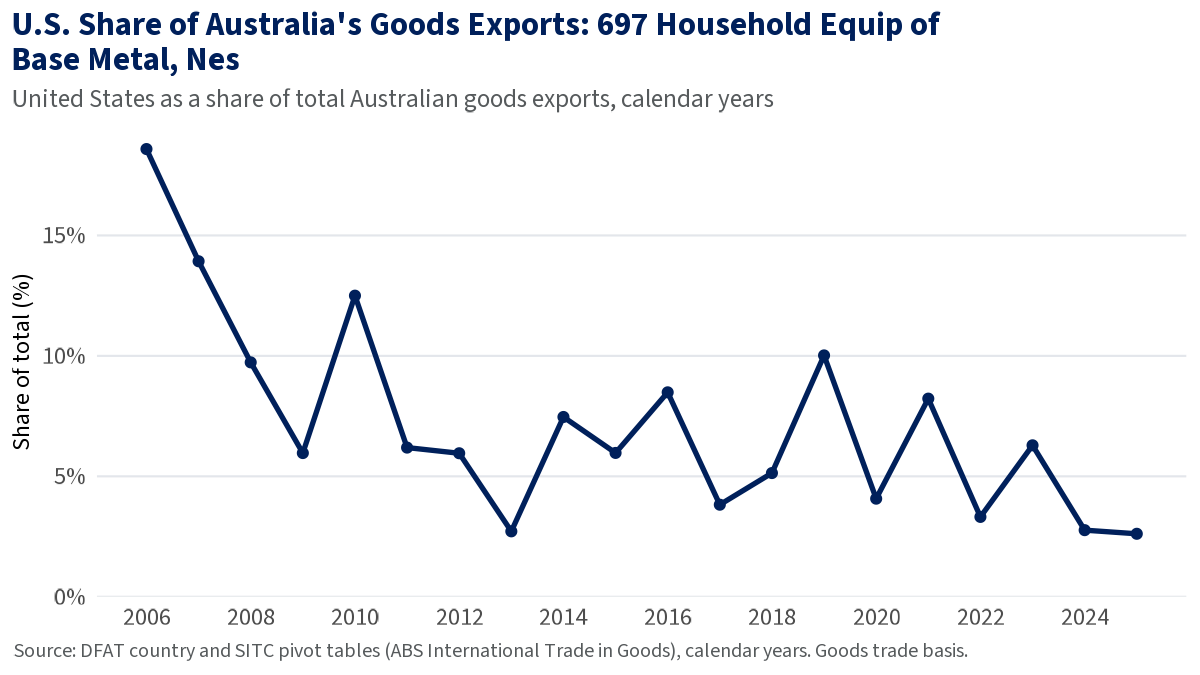 U.S. Share of Australia's Goods Exports: 697 Household Equip of
Base Metal, Nes
United States as a share of total Australian goods exports, calendar years
Share of total (%)
15%
10%
5%
0%
2006 2008 2010 2012 2014 2016 2018 2020 2022 2024
Source: DFAT country and SITC pivot tables (ABS International Trade in Goods), calendar years. Goods trade basis.